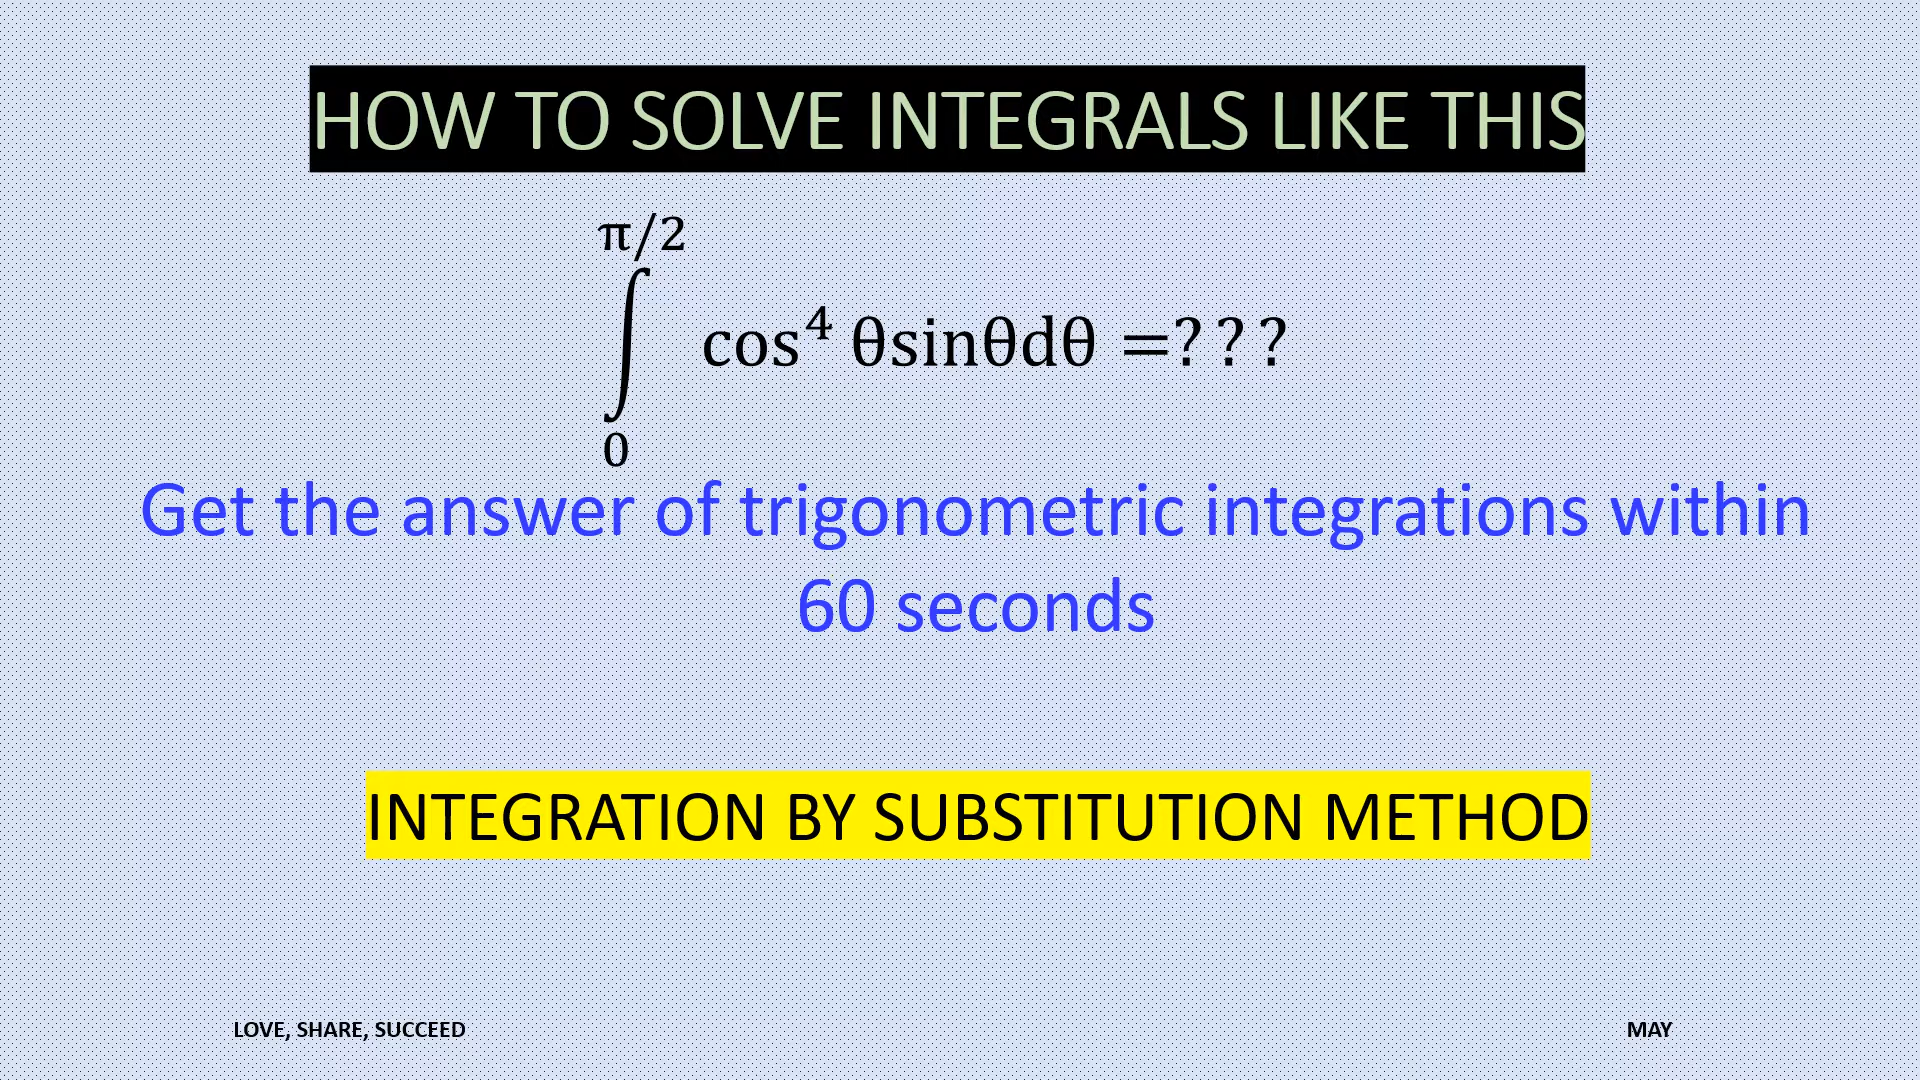 HOW TO SOLVE INTEGRALS LIKE THIS
π/2
∫ cos⁴ θsinθdθ =? ? ?
0
Get the answer of trigonometric integrations within
60 seconds
INTEGRATION BY SUBSTITUTION METHOD
LOVE, SHARE, SUCCEED
MAY